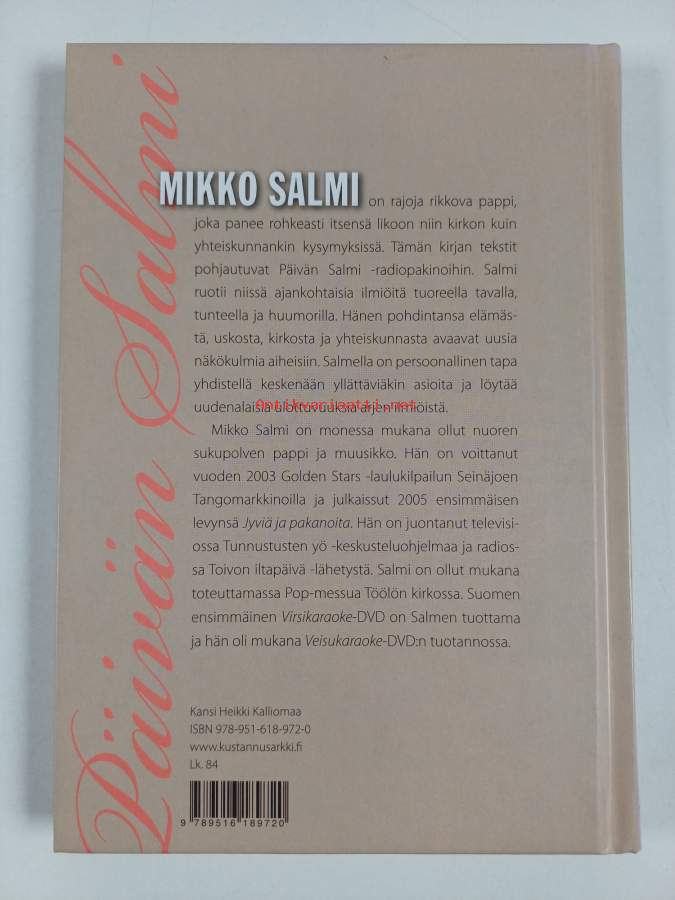 Päivän Salmi
MIKKO SALMI on rajoja rikkova pappi,
joka panee rohkeasti itsensä likoon niin kirkon kuin
yhteiskunnankin kysymyksissä. Tämän kirjan tekstit
pohjautuvat Päivän Salmi -radiopakinoihin. Salmi
ruotii niissä ajankohtaisia ilmiöitä tuoreella tavalla,
tunteella ja huumorilla. Hänen pohdintansa elämäs-
tä, uskosta, kirkosta ja yhteiskunnasta avaavat uusia
näkökulmia aiheisiin. Salmella on persoonallinen tapa
yhdistellä keskenään yllättäviäkin asioita ja löytää
uudenalaisia ulottuvuuksia arjen ilmiöistä.
Antikvariaatti.net
Mikko Salmi on monessa mukana ollut nuoren
sukupolven pappi ja muusikko. Hän on voittanut
vuoden 2003 Golden Stars -laulukilpailun Seinäjoen
Tangomarkkinoilla ja julkaissut 2005 ensimmäisen
levynsä Jyviä ja pakanoita. Hän on juontanut televisi-
ossa Tunnustusten yö -keskusteluohjelmaa ja radios-
sa Toivon iltapäivä -lähetystä. Salmi on ollut mukana
toteuttamassa Pop-messua Töölön kirkossa. Suomen
ensimmäinen Virsikaraoke-DVD on Salmen tuottama
ja hän oli mukana Veisukaraoke-DVD:n tuotannossa.
Kansi Heikki Kalliomaa
ISBN 978-951-618-972-0
www.kustannusarkki.fi
Lk. 84
9 789516 189720